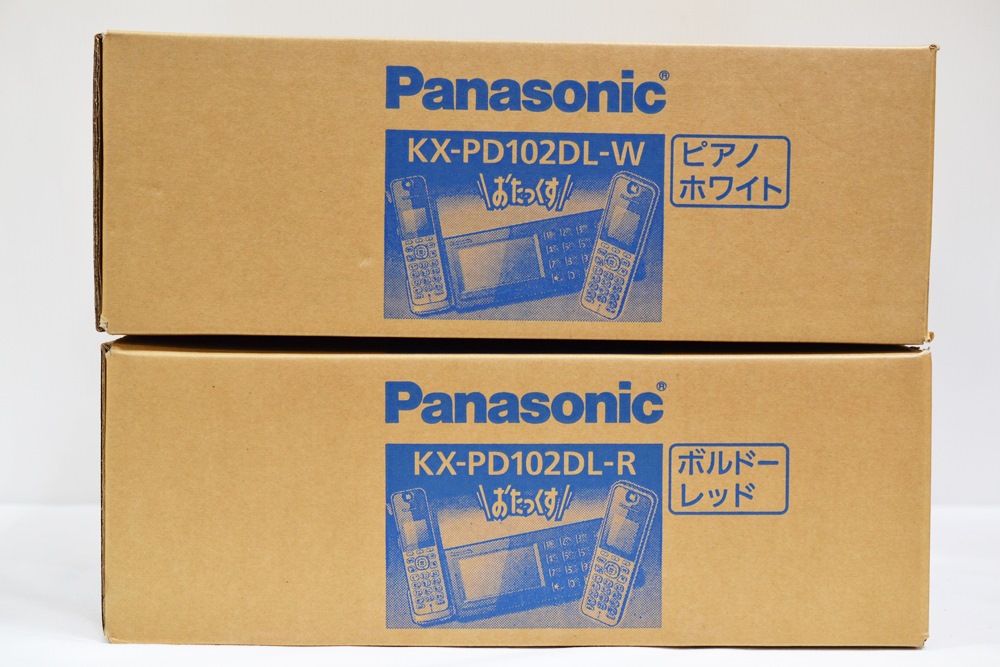 Panasonic®
KX-PD102DL-W
おたっくす
ピアノ
ホワイト
Panasonic®
KX-PD102DL-R
おたっくす
ボルドー
レッド